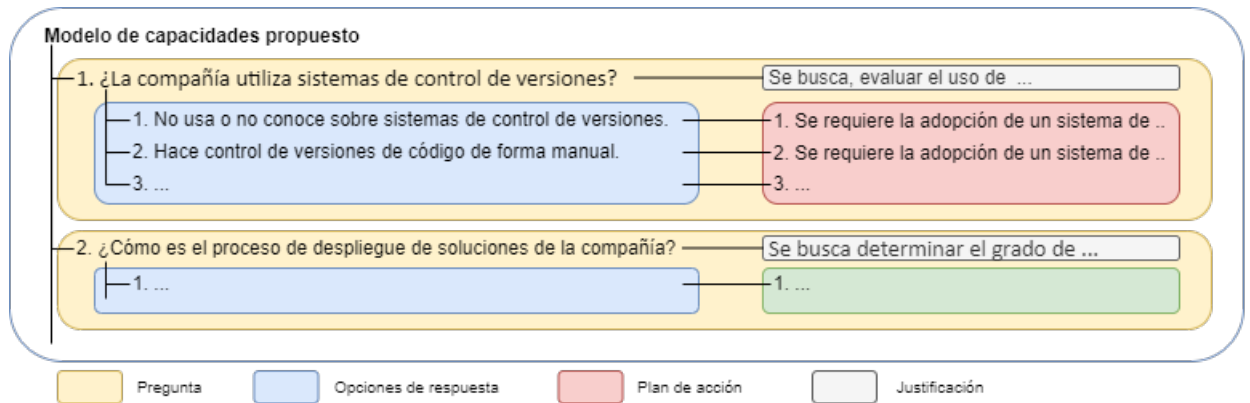 Modelo de capacidades propuesto
1. ¿La compañía utiliza sistemas de control de versiones?
Se busca, evaluar el uso de ...
1. No usa o no conoce sobre sistemas de control de versiones.
1. Se requiere la adopción de un sistema de ..
2. Hace control de versiones de código de forma manual.
2. Se requiere la adopción de un sistema de ..
3. ...
3. ...
2. ¿Cómo es el proceso de despliegue de soluciones de la compañía?
Se busca determinar el grado de ...
1. ...
1. ...
Pregunta
Opciones de respuesta
Plan de acción
Justificación